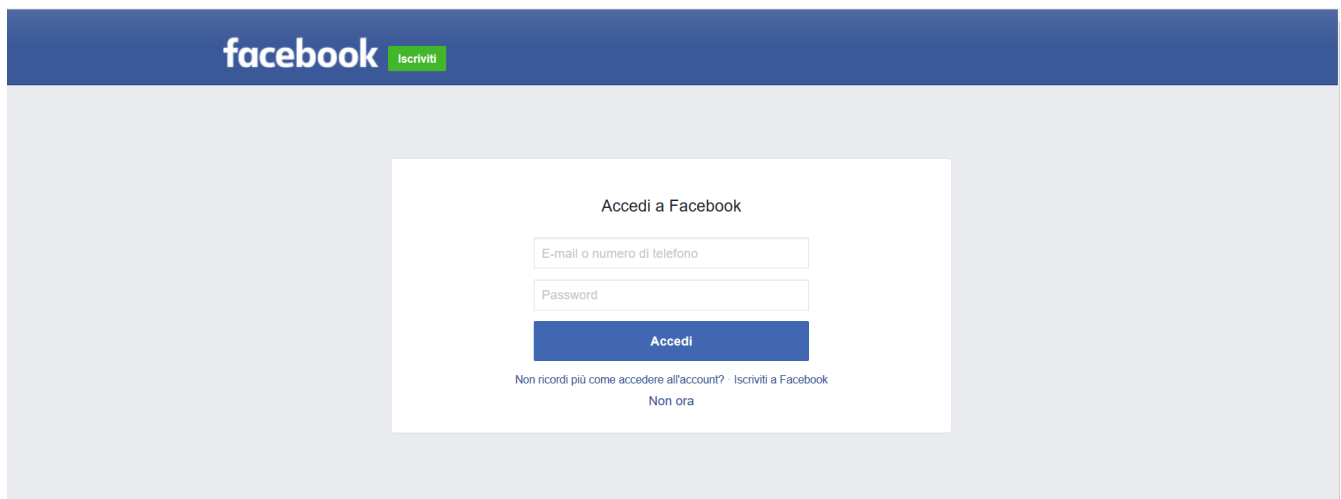 facebook Iscriviti
Accedi a Facebook
E-mail o numero di telefono
Password
Accedi
Non ricordi più come accedere all'account? · Iscriviti a Facebook
Non ora